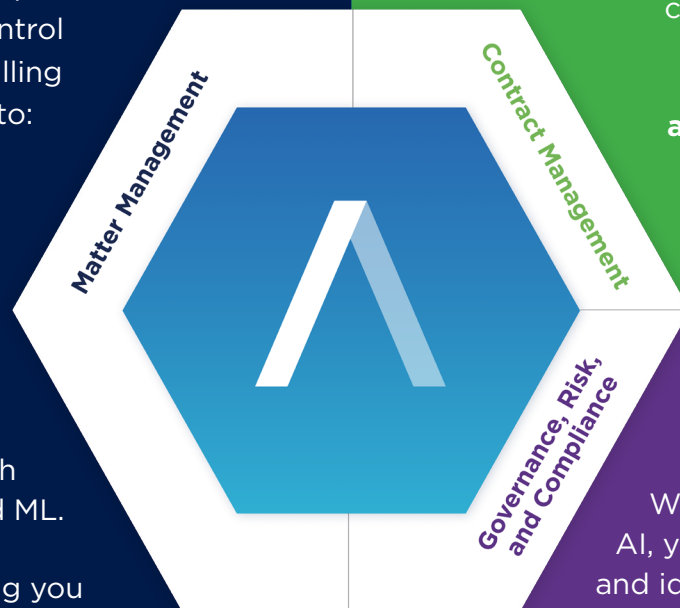 ntrol
lling
to:
Matter Management
Contract Management
Governance, Risk,
and Compliance
d ML.
g you
W
AI, y
and ic